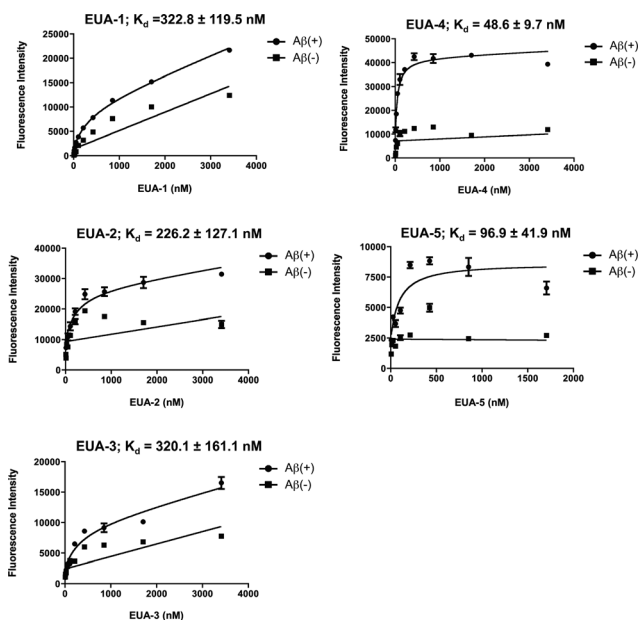 EUA-1; Kd =322.8 ± 119.5 nM
Fluorescence Intensity
25000
20000
15000
10000
5000
0
0 1000 2000 3000 4000
EUA-1 (nM)
Aβ(+)
Aβ(-)
EUA-4; Kd = 48.6 ± 9.7 nM
Fluorescence Intensity
50000
40000
30000
20000
10000
0
0 1000 2000 3000 4000
EUA-4 (nM)
Aβ(+)
Aβ(-)
EUA-2; Kd = 226.2 ± 127.1 nM
Fluorescence Intensity
40000
30000
20000
10000
0
0 1000 2000 3000 4000
EUA-2 (nM)
Aβ(+)
Aβ(-)
EUA-5; Kd = 96.9 ± 41.9 nM
Fluorescence Intensity
10000
7500
5000
2500
0
0 500 1000 1500 2000
EUA-5 (nM)
Aβ(+)
Aβ(-)
EUA-3; Kd = 320.1 ± 161.1 nM
Fluorescence Intensity
20000
15000
10000
5000
0
0 1000 2000 3000 4000
EUA-3 (nM)
Aβ(+)
Aβ(-)